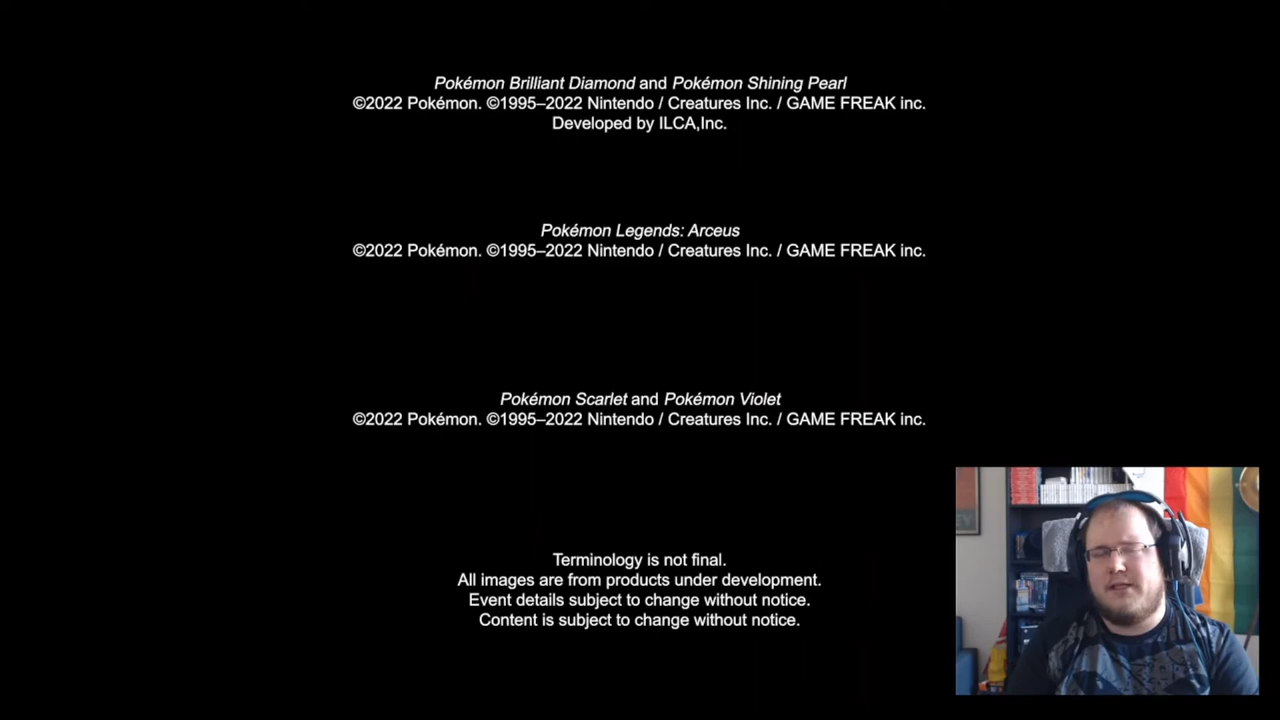 Pokémon Brilliant Diamond and Pokémon Shining Pearl
©2022 Pokémon. ©1995–2022 Nintendo / Creatures Inc. / GAME FREAK inc.
Developed by ILCA,Inc.
Pokémon Legends: Arceus
©2022 Pokémon. ©1995–2022 Nintendo / Creatures Inc. / GAME FREAK inc.
Pokémon Scarlet and Pokémon Violet
©2022 Pokémon. ©1995–2022 Nintendo / Creatures Inc. / GAME FREAK inc.
Terminology is not final.
All images are from products under development.
Event details subject to change without notice.
Content is subject to change without notice.